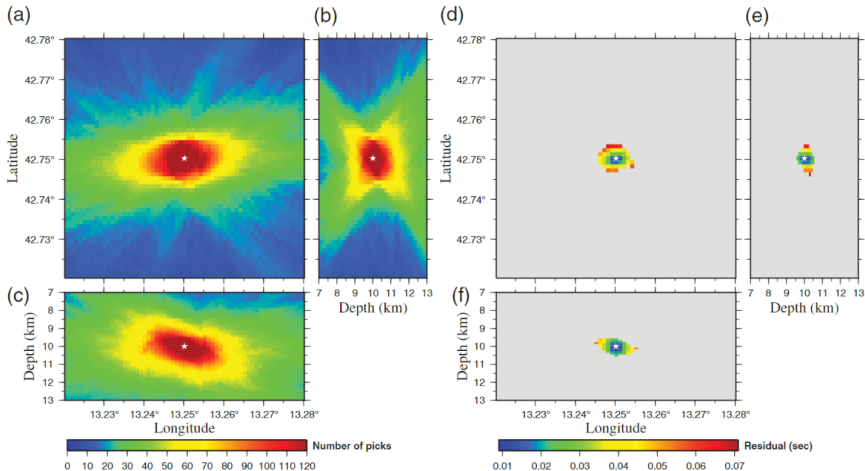 (a)
(b)
(d)
(e)
42.78°
42.77°
42.76°
42.75°
42.74°
42.73°
Latitude
7 8 9 10 11 12 13
Depth (km)
42.78°
42.77°
42.76°
42.75°
42.74°
42.73°
Latitude
7 8 9 10 11 12 13
Depth (km)
(c)
(f)
7
8
9
10
11
12
13
Depth (km)
13.23° 13.24° 13.25° 13.26° 13.27° 13.28°
Longitude
7
8
9
10
11
12
13
Depth (km)
13.23° 13.24° 13.25° 13.26° 13.27° 13.28°
Longitude
Number of picks
0 10 20 30 40 50 60 70 80 90 100 110 120
Residual (sec)
0.01 0.02 0.03 0.04 0.05 0.06 0.07